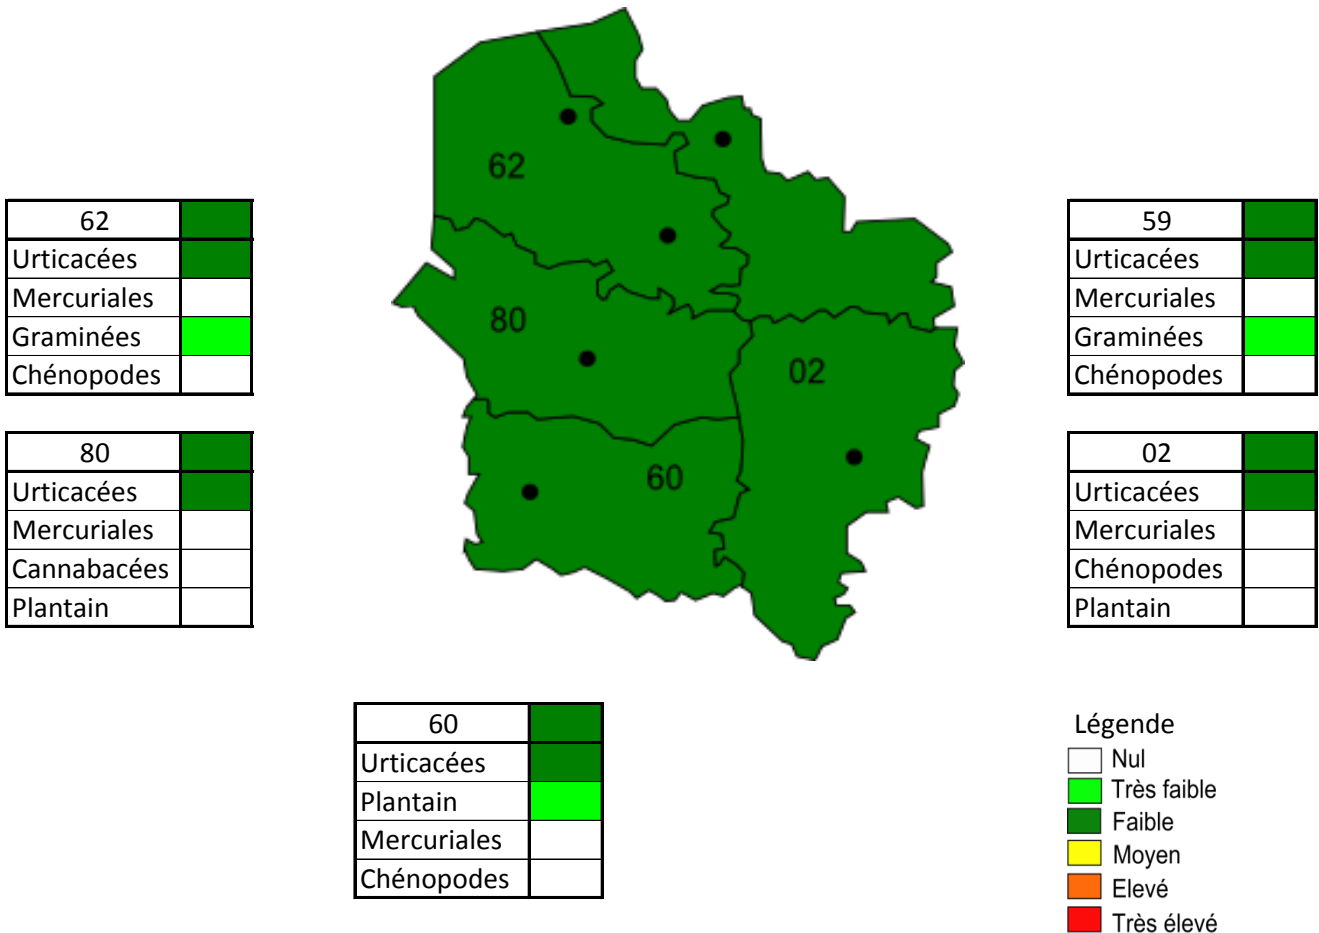 62
80
02
60
62
Urticacées
Mercuriales
Graminées
Chénopodes
59
Urticacées
Mercuriales
Graminées
Chénopodes
80
Urticacées
Mercuriales
Cannabacées
Plantain
02
Urticacées
Mercuriales
Chénopodes
Plantain
60
Urticacées
Plantain
Mercuriales
Chénopodes
Légende
Nul
Très faible
Faible
Moyen
Elevé
Très élevé